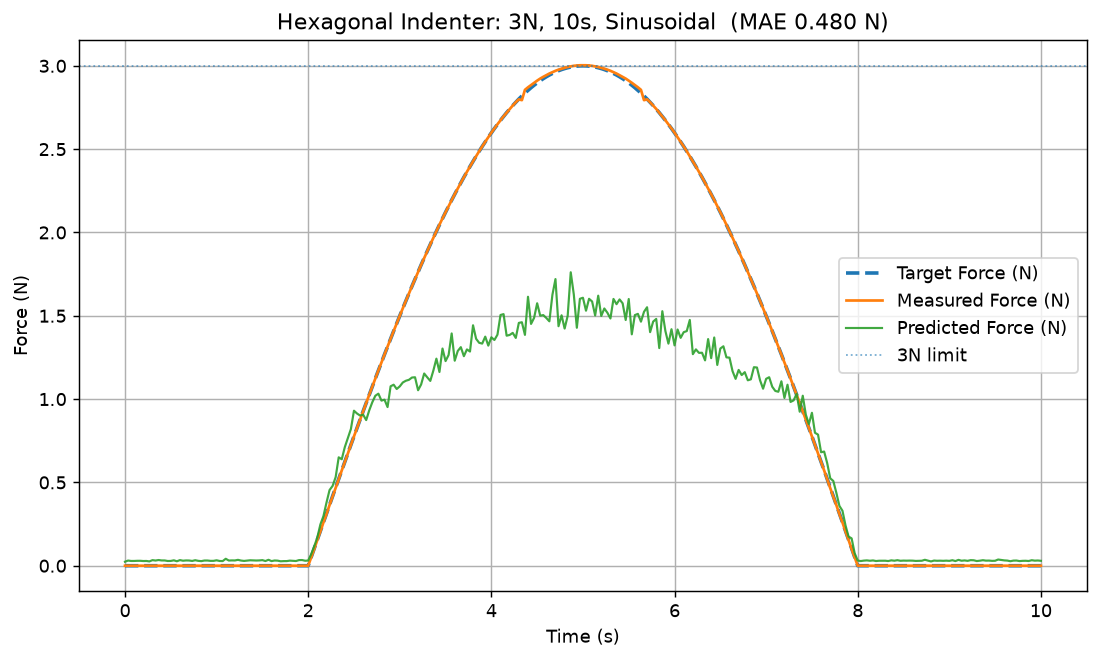 Hexagonal Indenter: 3N, 10s, Sinusoidal  (MAE 0.480 N)
Force (N)
3.0
2.5
2.0
1.5
1.0
0.5
0.0
Target Force (N)
Measured Force (N)
Predicted Force (N)
3N limit
0 2 4 6 8 10
Time (s)